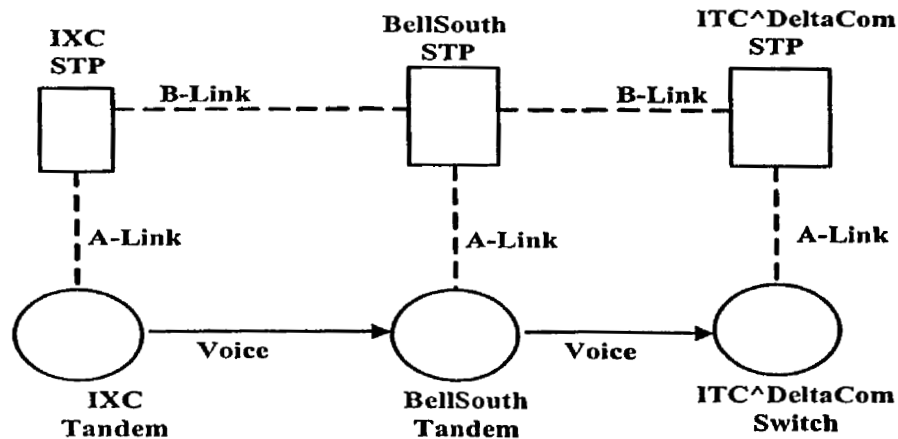 IXC
STP
BellSouth
STP
ITC^DeltaCom
STP
B-Link
B-Link
A-Link
A-Link
A-Link
Voice
Voice
IXC
Tandem
BellSouth
Tandem
ITC^DeltaCom
Switch